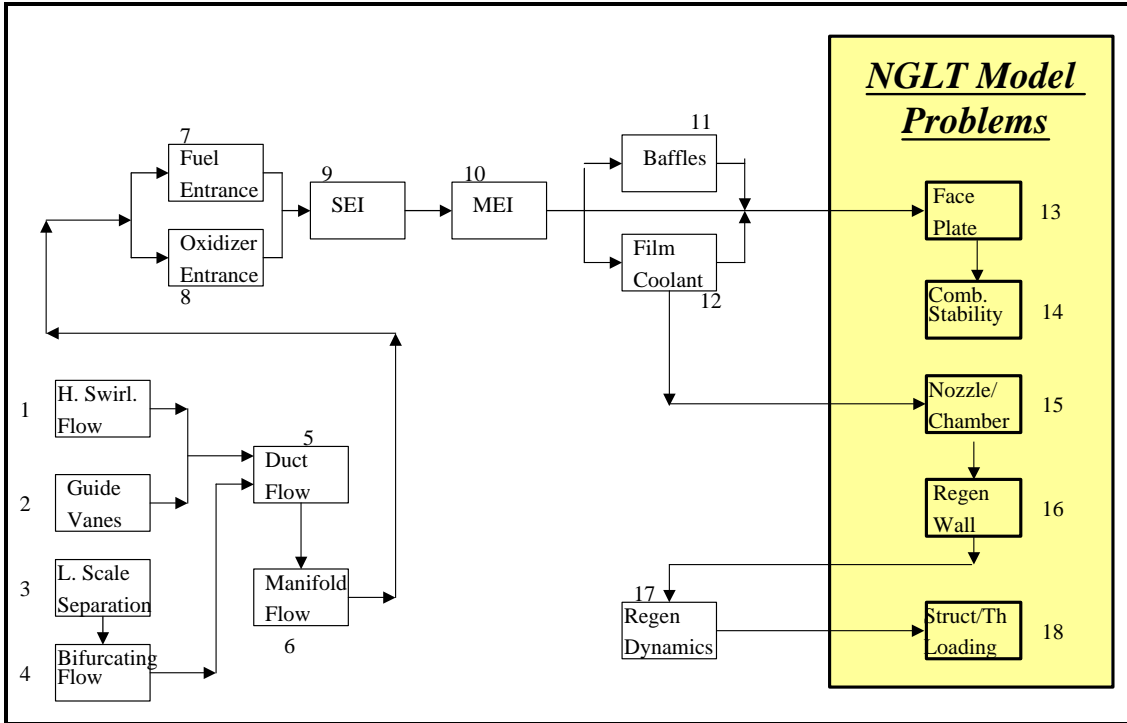 NGLT Model
Problems
7
Fuel
Entrance
Oxidizer
Entrance
8
9
SEI
10
MEI
11
Baffles
Film
Coolant
12
Face
Plate
13
Comb.
Stability
14
Nozzle/
Chamber
15
Regen
Wall
16
17
Regen
Dynamics
Struct/Th
Loading
18
1
H. Swirl.
Flow
2
Guide
Vanes
3
L. Scale
Separation
4
Bifurcating
Flow
5
Duct
Flow
Manifold
Flow
6